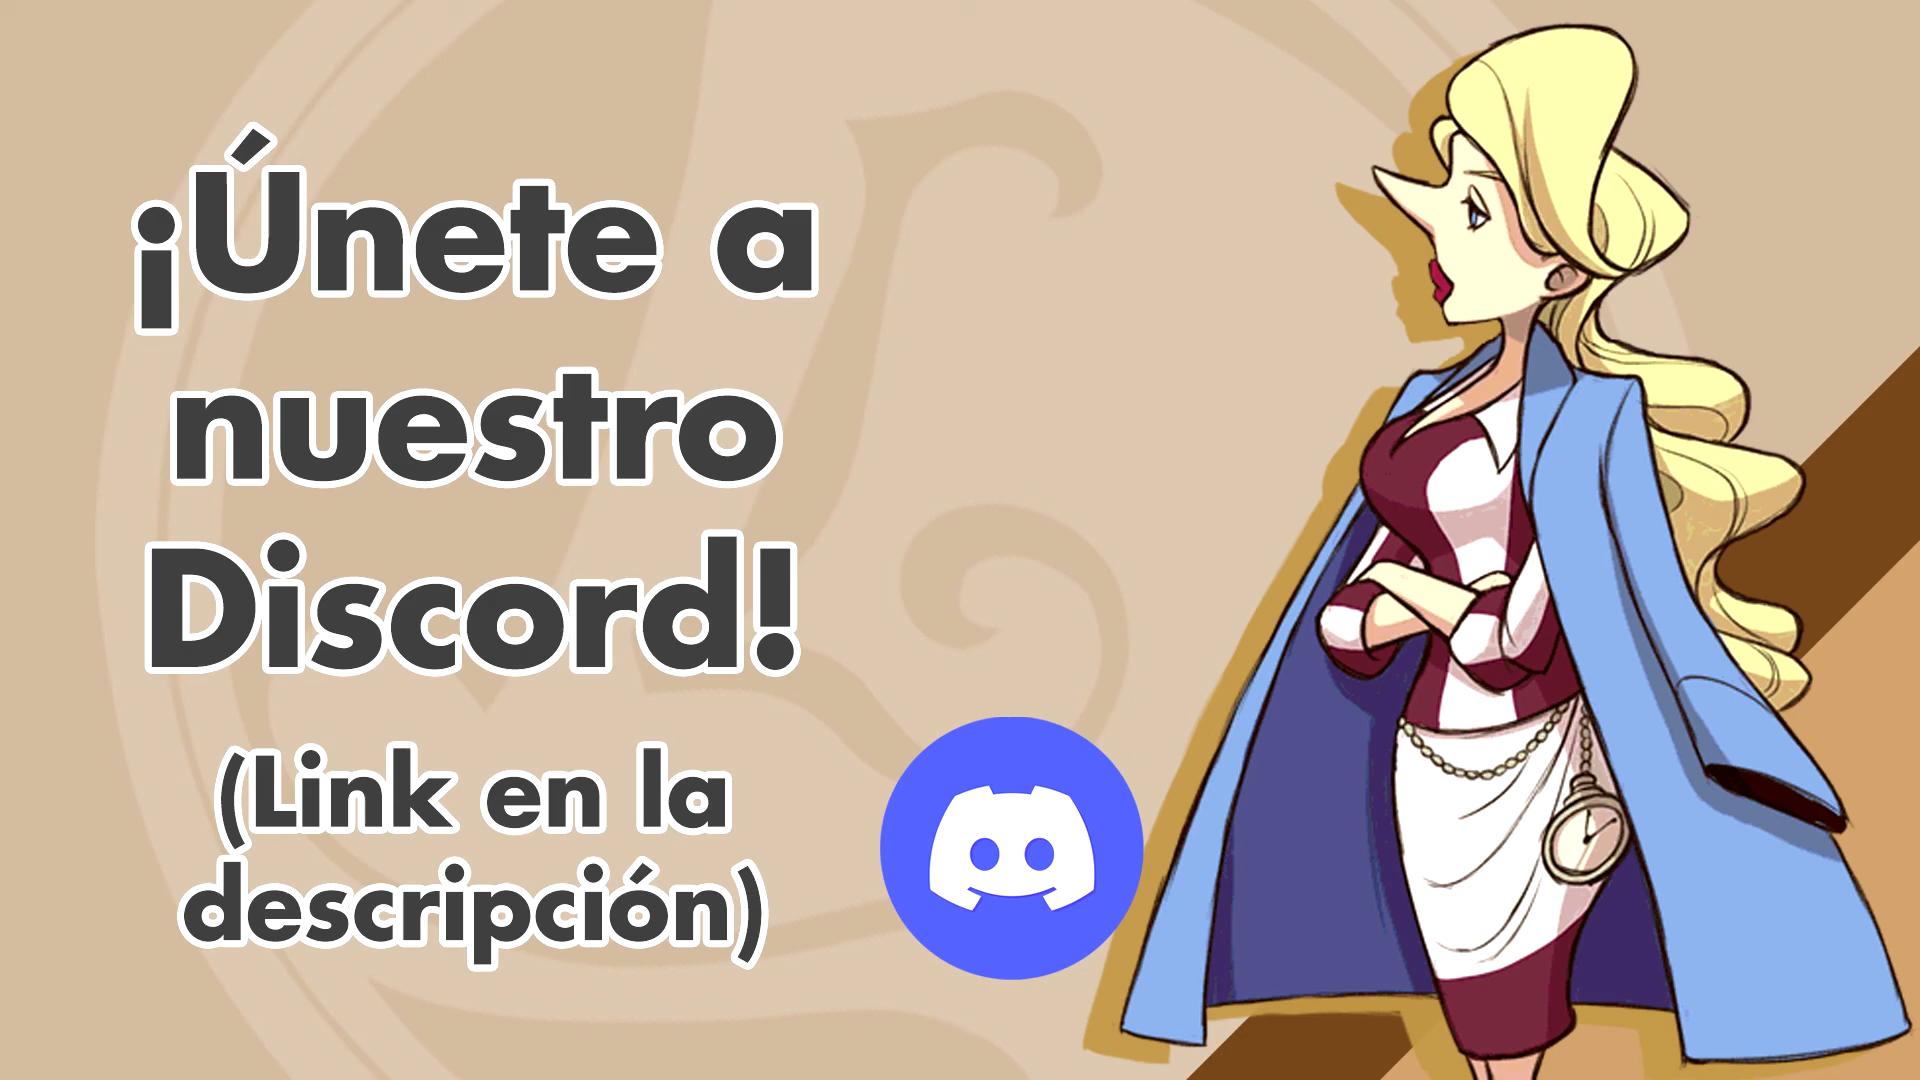 ¡Únete a
nuestro
Discord!
(Link en la
descripción)